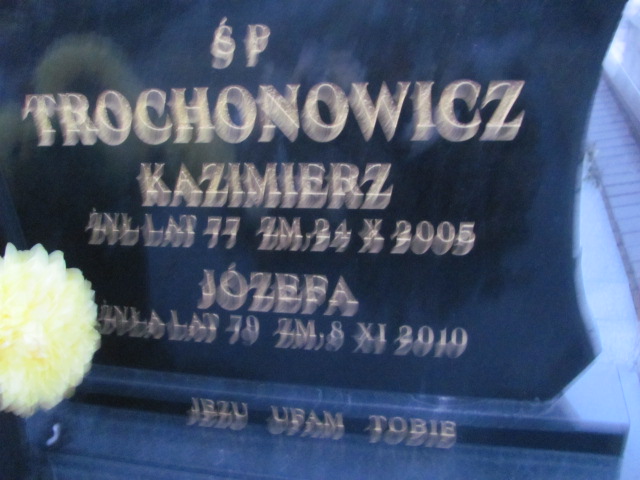 ŚP
TROCHONOWICZ
KAZIMIERZ
ŻYŁ LAT 77 ZM. 24 X 2005
JÓZEFA
ŻYŁA LAT 79 ZM. 8 XI 2010
JEZU UFAM TOBIE